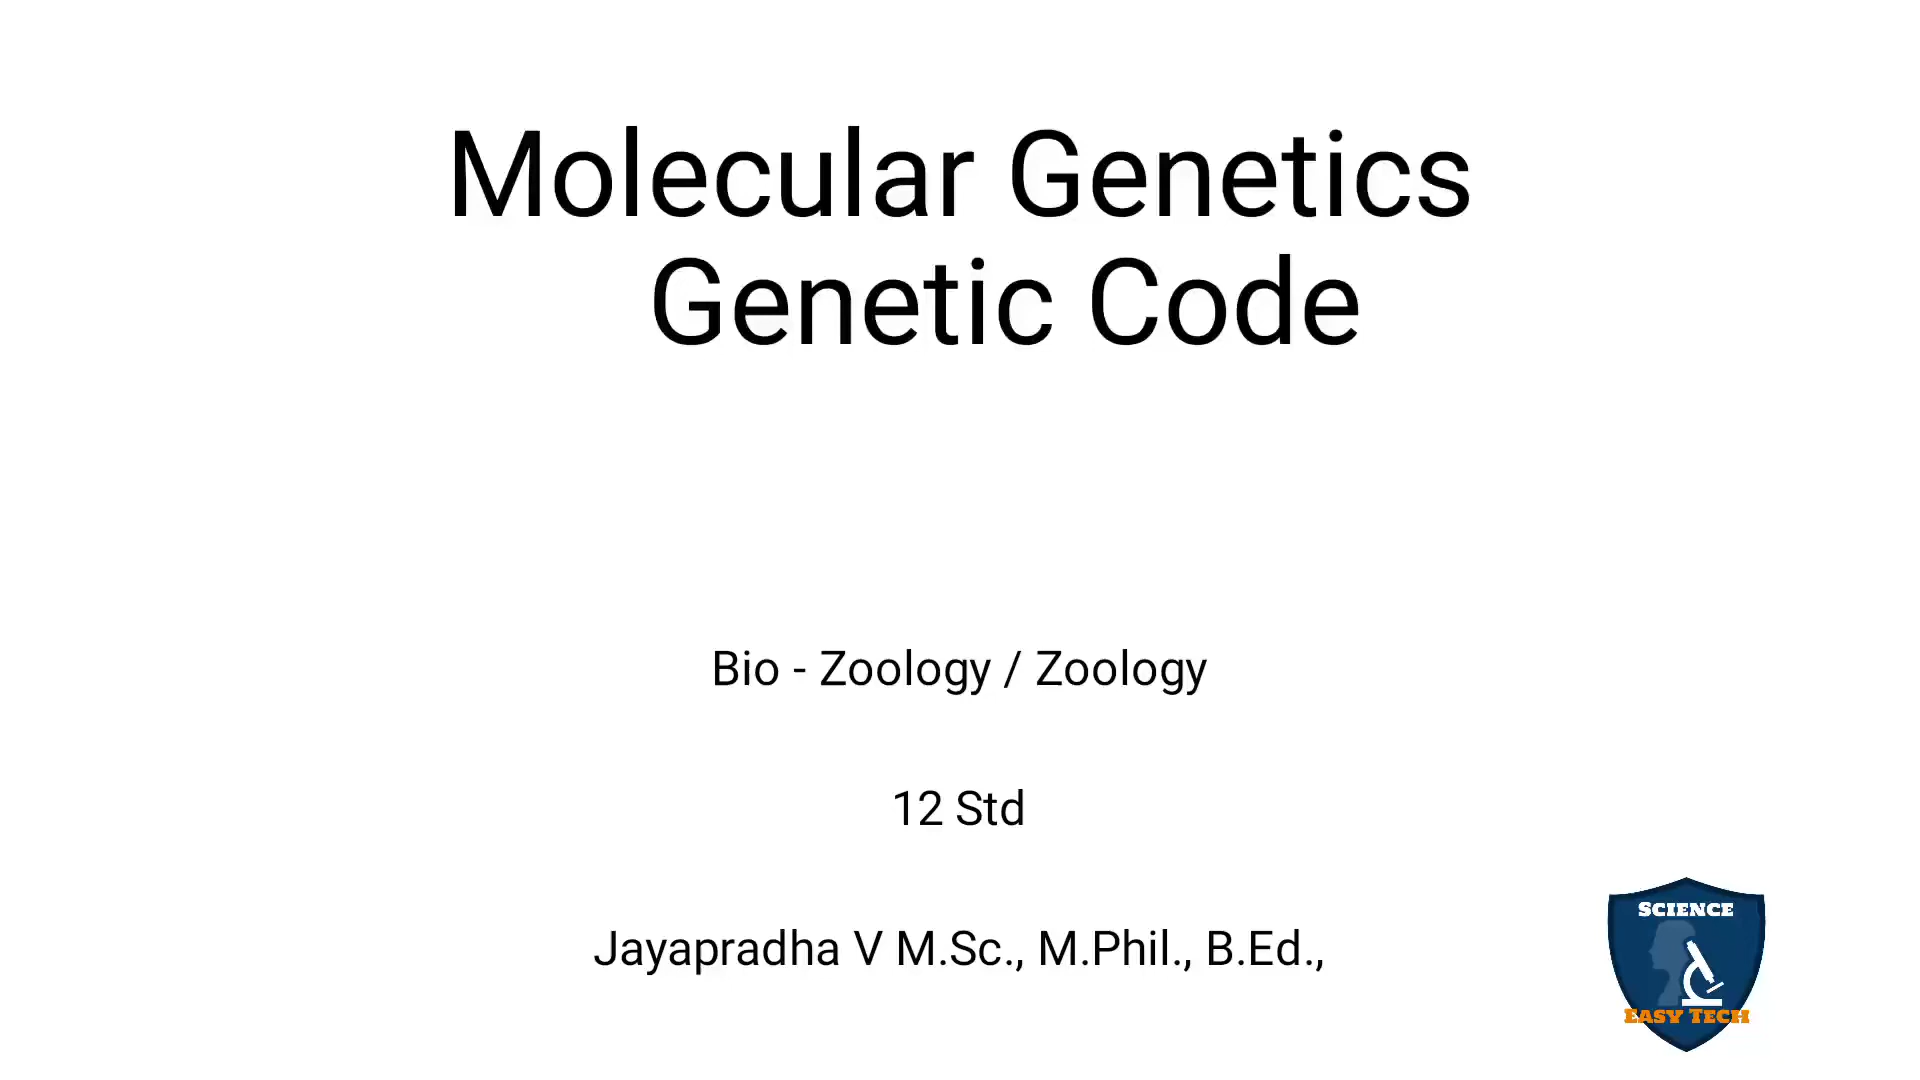 Molecular Genetics
Genetic Code
Bio - Zoology / Zoology
12 Std
Jayapradha V M.Sc., M.Phil., B.Ed.,
SCIENCE
EASY TECH